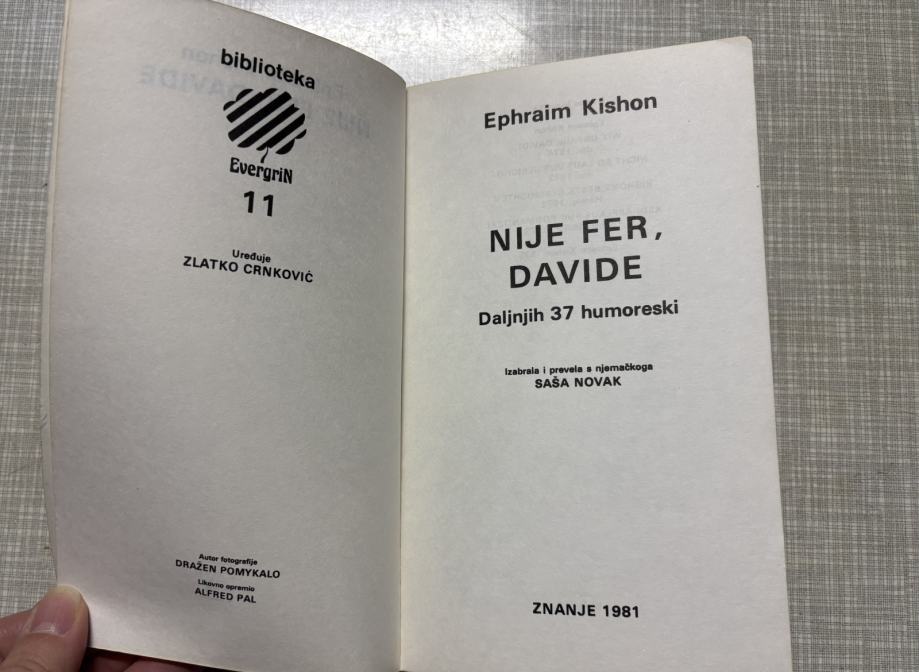 biblioteka
EvergriN
11
Uređuje
ZLATKO CRNKOVIĆ
Autor fotografije
DRAŽEN POMYKALO
Likovno opremio
ALFRED PAL
Ephraim Kishon
NIJE FER,
DAVIDE
Daljnjih 37 humoreski
Izabrala i prevela s njemačkoga
SAŠA NOVAK
ZNANJE 1981